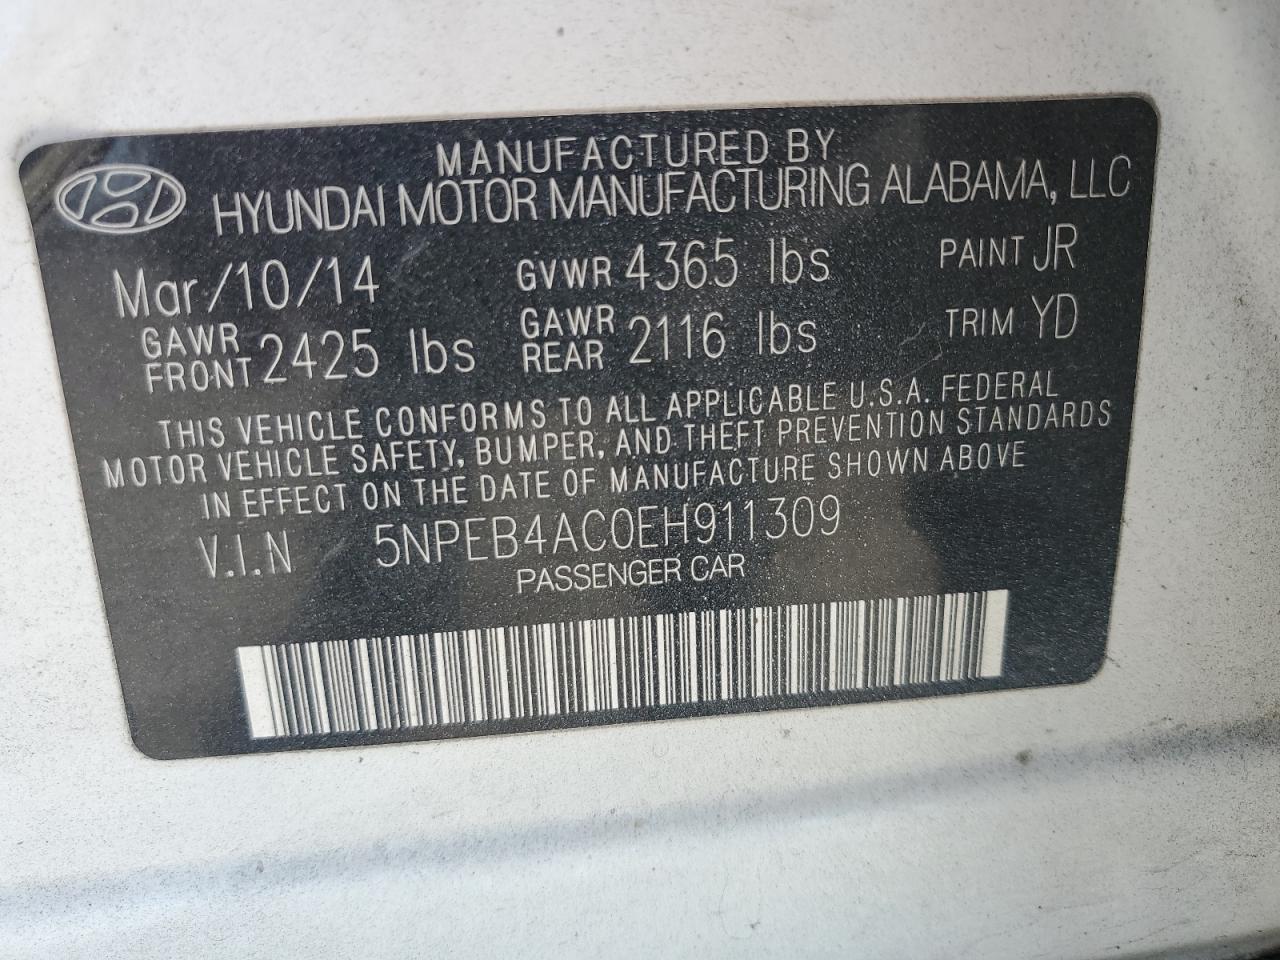 MANUFACTURED BY
HYUNDAI MOTOR MANUFACTURING ALABAMA, LLC
Mar/10/14 GVWR 4365 lbs PAINT JR
GAWR FRONT 2425 lbs GAWR REAR 2116 lbs TRIM YD
THIS VEHICLE CONFORMS TO ALL APPLICABLE U.S.A. FEDERAL
MOTOR VEHICLE SAFETY, BUMPER, AND THEFT PREVENTION STANDARDS
IN EFFECT ON THE DATE OF MANUFACTURE SHOWN ABOVE
V.I.N 5NPEB4AC0EH911309
PASSENGER CAR